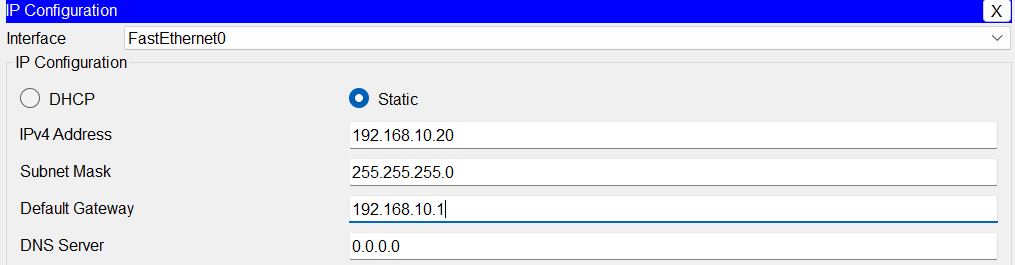 IP Configuration X
Interface FastEthernet0
IP Configuration
DHCP Static
IPv4 Address 192.168.10.20
Subnet Mask 255.255.255.0
Default Gateway 192.168.10.1
DNS Server 0.0.0.0